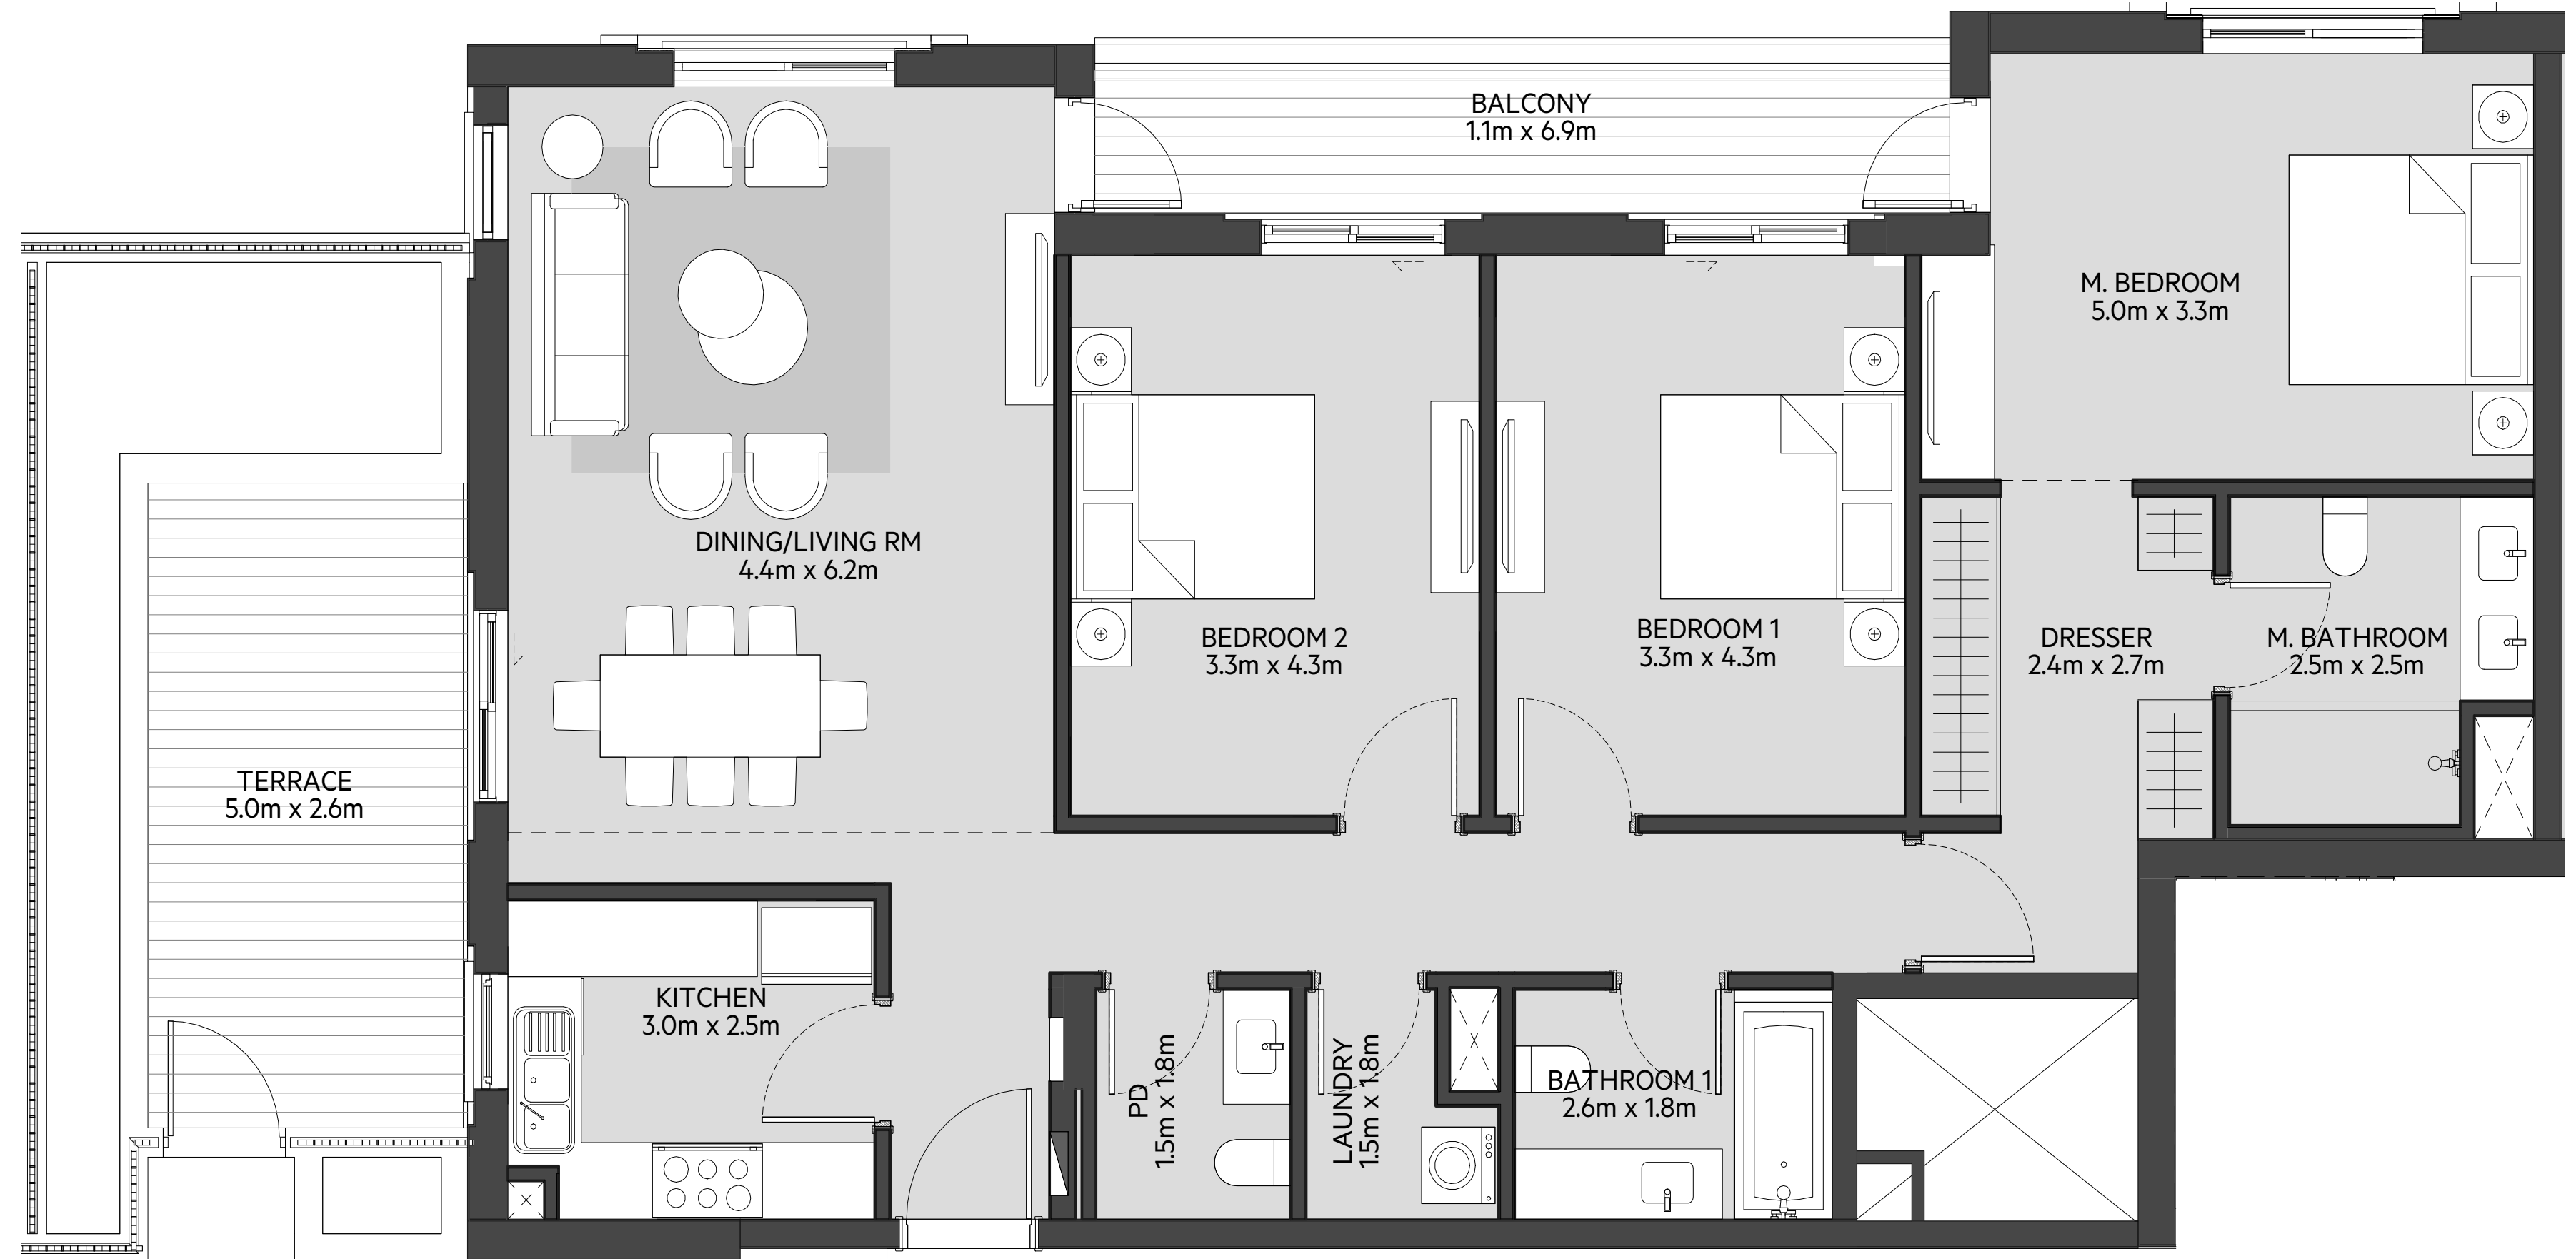 BALCONY
1.1m x 6.9m
M. BEDROOM
5.0m x 3.3m
DINING/LIVING RM
4.4m x 6.2m
BEDROOM 2
3.3m x 4.3m
BEDROOM 1
3.3m x 4.3m
DRESSER
2.4m x 2.7m
M. BATHROOM
2.5m x 2.5m
TERRACE
5.0m x 2.6m
KITCHEN
3.0m x 2.5m
PD
1.5m x 1.8m
LAUNDRY
1.5m x 1.8m
BATHROOM 1
2.6m x 1.8m